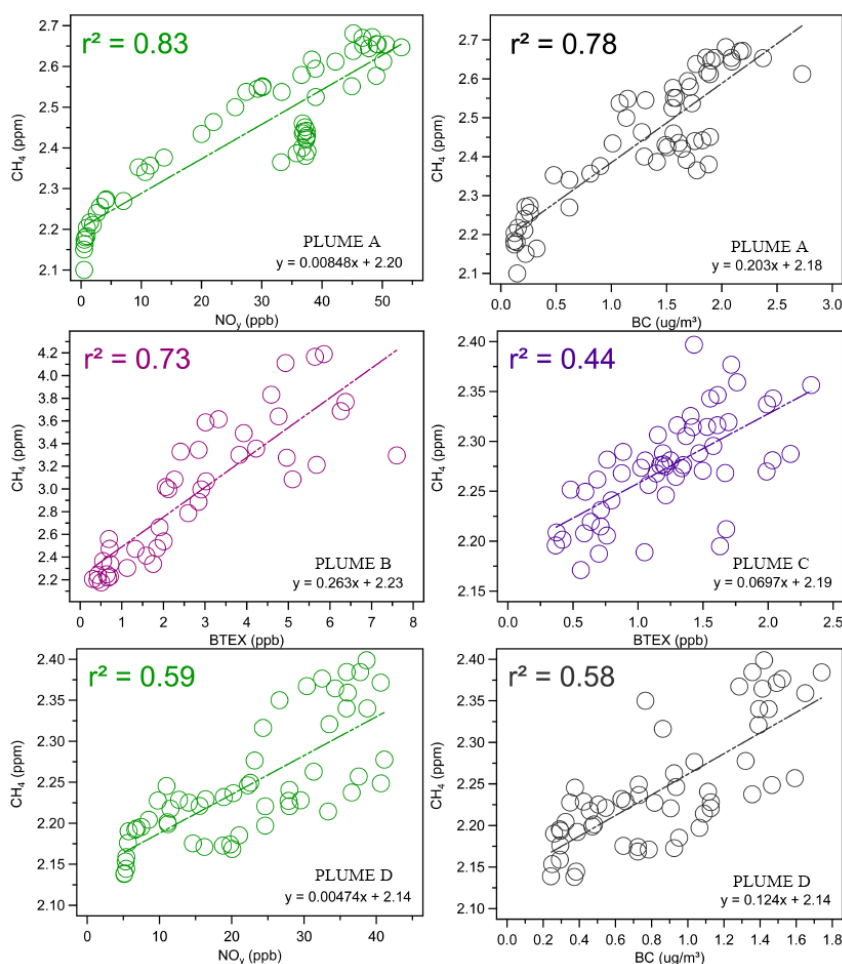 r² = 0.83
2.7
2.6
2.5
2.4
2.3
2.2
2.1
CH₄ (ppm)
PLUME A
y = 0.00848x + 2.20
0 10 20 30 40 50
NOᵧ (ppb)
r² = 0.78
2.7
2.6
2.5
2.4
2.3
2.2
2.1
CH₄ (ppm)
PLUME A
y = 0.203x + 2.18
0.0 0.5 1.0 1.5 2.0 2.5 3.0
BC (ug/m³)
r² = 0.73
4.2
3.8
3.4
3.0
2.6
2.2
CH₄ (ppm)
PLUME B
y = 0.263x + 2.23
0 1 2 3 4 5 6 7 8
BTEX (ppb)
r² = 0.44
2.40
2.35
2.30
2.25
2.20
2.15
CH₄ (ppm)
PLUME C
y = 0.0697x + 2.19
0.0 0.5 1.0 1.5 2.0 2.5
BTEX (ppb)
r² = 0.59
2.40
2.35
2.30
2.25
2.20
2.15
2.10
CH₄ (ppm)
PLUME D
y = 0.00474x + 2.14
0 10 20 30 40
NOᵧ (ppb)
r² = 0.58
2.40
2.35
2.30
2.25
2.20
2.15
2.10
CH₄ (ppm)
PLUME D
y = 0.124x + 2.14
0.0 0.2 0.4 0.6 0.8 1.0 1.2 1.4 1.6 1.8
BC (ug/m³)